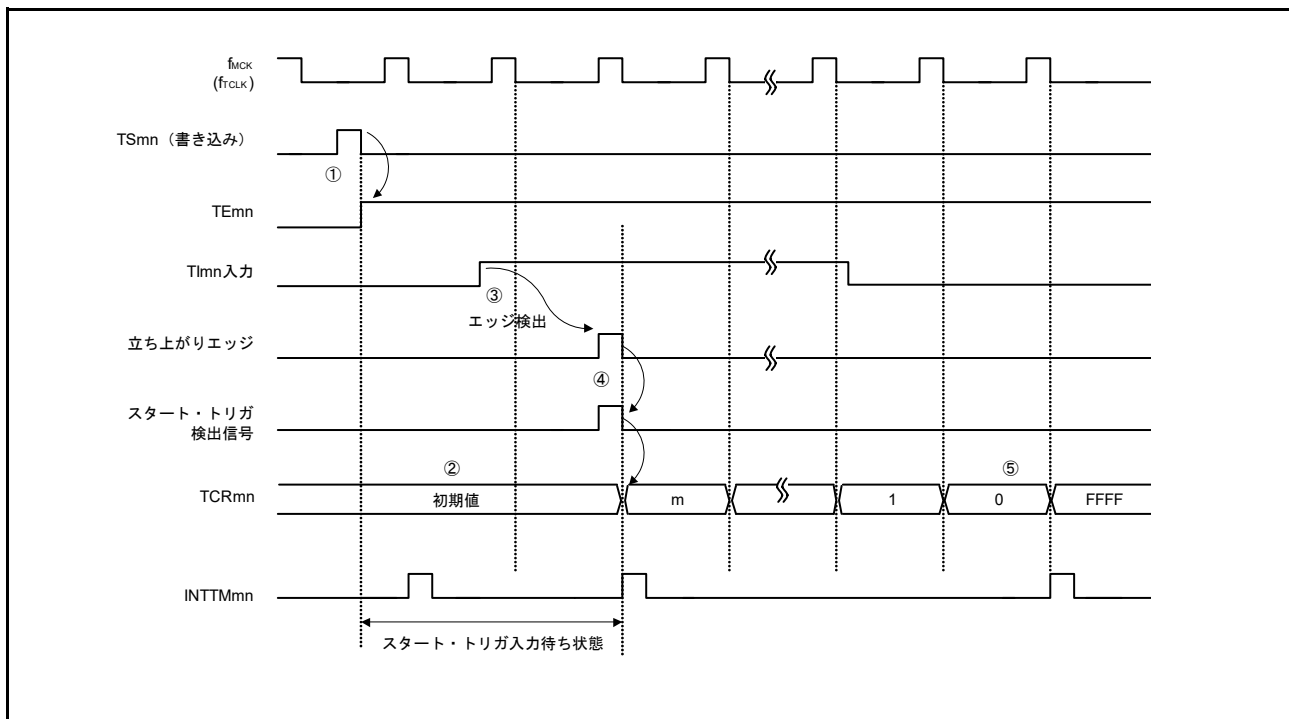 fMCK
(fTCLK)
TSmn（書き込み）
①
TEmn
TImn入力
③
エッジ検出
立ち上がりエッジ
④
スタート・トリガ
検出信号
②
⑤
TCRmn
初期値
m
1
0
FFFF
INTTMmn
スタート・トリガ入力待ち状態